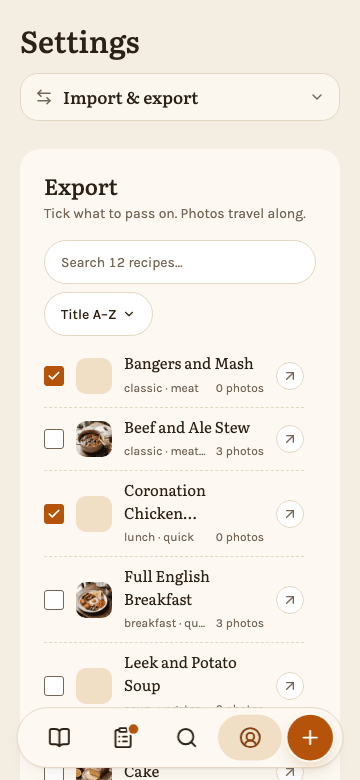 Settings
Import & export
Export
Tick what to pass on. Photos travel along.
Search 12 recipes...
Title A–Z
Bangers and Mash
classic · meat 0 photos
Beef and Ale Stew
classic · meat... 3 photos
Coronation
Chicken...
lunch · quick 0 photos
Full English
Breakfast
breakfast · qu... 3 photos
Leek and Potato
Soup
Cake